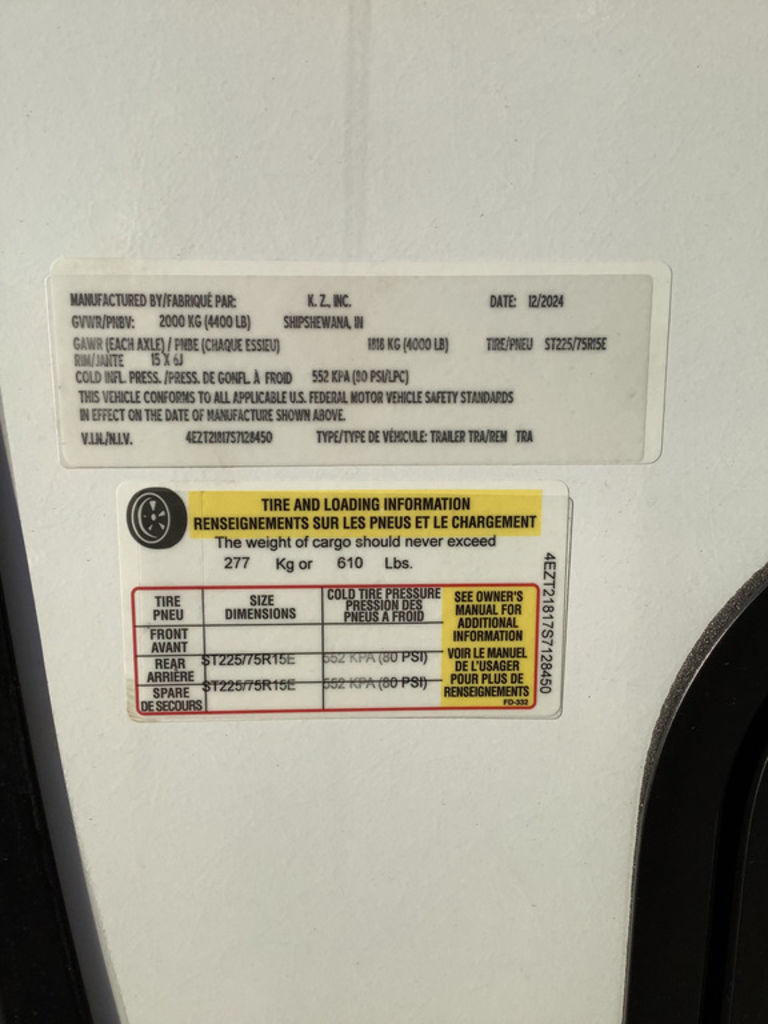 MANUFACTURED BY/FABRIQUÉ PAR: K. Z., INC. DATE: 12/2024
GVWR/PNBV: 2000 KG (4400 LB) SHIPSHEWANA, IN
GAWR (EACH AXLE) / PNBE (CHAQUE ESSIEU) 1818 KG (4000 LB) TIRE/PNEU ST225/75R15E
RIM/JANTE 15 X 6J
COLD INFL. PRESS. /PRESS. DE GONFL. À FROID 552 KPA (80 PSI/LPC)
THIS VEHICLE CONFORMS TO ALL APPLICABLE U.S. FEDERAL MOTOR VEHICLE SAFETY STANDARDS
IN EFFECT ON THE DATE OF MANUFACTURE SHOWN ABOVE.
V.I.N./N.I.V. 4EZT21817S7128450 TYPE/TYPE DE VÉHICULE: TRAILER TRA/REM TRA
TIRE AND LOADING INFORMATION
RENSEIGNEMENTS SUR LES PNEUS ET LE CHARGEMENT
The weight of cargo should never exceed
277 Kg or 610 Lbs.
TIRE
PNEU
SIZE
DIMENSIONS
COLD TIRE PRESSURE
PRESSION DES
PNEUS A FROID
FRONT
AVANT
REAR
ARRIÈRE
ST225/75R15E 552 KPA (80 PSI)
SPARE
DE SECOURS
ST225/75R15E 552 KPA (80 PSI)
SEE OWNER'S
MANUAL FOR
ADDITIONAL
INFORMATION
VOIR LE MANUEL
DE L'USAGER
POUR PLUS DE
RENSEIGNEMENTS
FD-332
4EZT21817S7128450